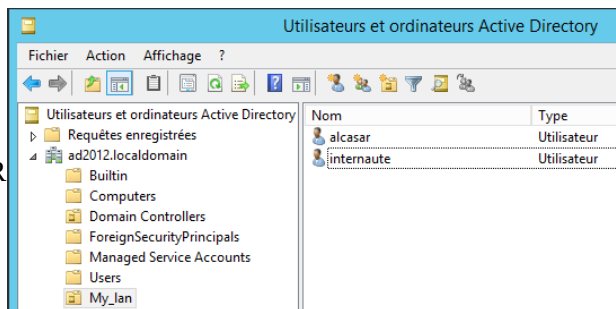 Utilisateurs et ordinateurs Active Directory
Fichier Action Affichage ?
Utilisateurs et ordinateurs Active Directory
Requêtes enregistrées
ad2012.localdomain
Builtin
Computers
Domain Controllers
ForeignSecurityPrincipals
Managed Service Accounts
Users
My_lan
R
Nom Type
alcasar Utilisateur
internaute Utilisateur